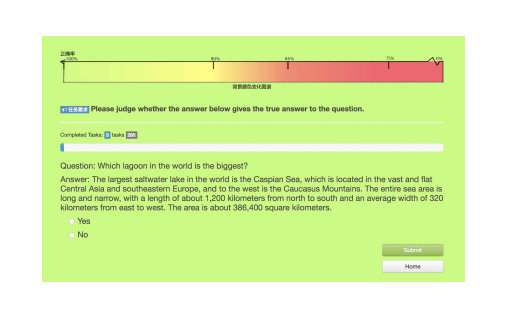 正确率
100% 90% 80% 70% 0%
背景颜色变化图谱
任务要求 Please judge whether the answer below gives the true answer to the question.
Completed Tasks: 3 tasks 285
Question: Which lagoon in the world is the biggest?
Answer: The largest saltwater lake in the world is the Caspian Sea, which is located in the vast and flat
Central Asia and southeastern Europe, and to the west is the Caucasus Mountains. The entire sea area is
long and narrow, with a length of about 1,200 kilometers from north to south and an average width of 320
kilometers from east to west. The area is about 386,400 square kilometers.
Yes
No
Submit
Home